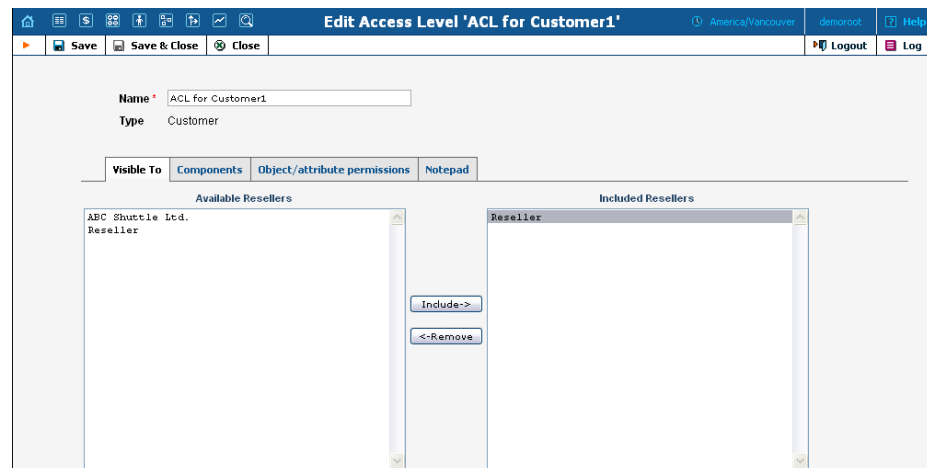 Edit Access Level 'ACL for Customer1' America/Vancouver demoroot Help
Save Save & Close Close Logout Log
Name * ACL for Customer1
Type Customer
Visible To Components Object/attribute permissions Notepad
Available Resellers Included Resellers
ABC Shuttle Ltd. Reseller
Reseller
Include->
<-Remove